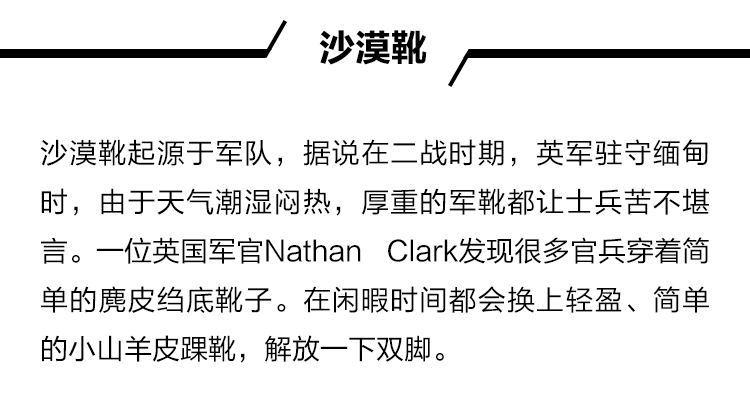 沙漠靴
沙漠靴起源于军队，据说在二战时期，英军驻守缅甸
时，由于天气潮湿闷热，厚重的军靴都让士兵苦不堪
言。一位英国军官Nathan Clark发现很多官兵穿着简
单的麂皮绉底靴子。在闲暇时间都会换上轻盈、简单
的小山羊皮踝靴，解放一下双脚。